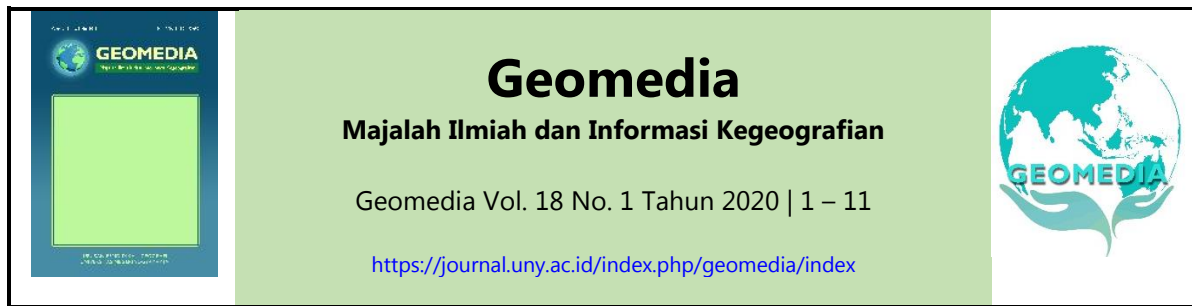 GEOMEDIA
Geomedia
Majalah Ilmiah dan Informasi Kegeografian
Geomedia Vol. 18 No. 1 Tahun 2020 | 1 – 11
https://journal.uny.ac.id/index.php/geomedia/index
GEOMEDIA